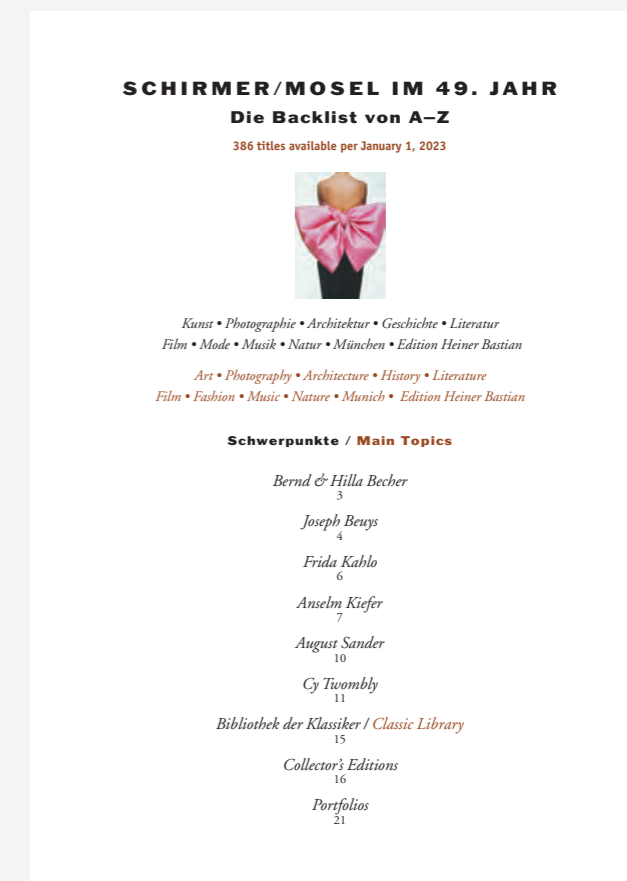 SCHIRMER/MOSEL IM 49. JAHR
Die Backlist von A–Z
386 titles available per January 1, 2023
Kunst • Photographie • Architektur • Geschichte • Literatur
Film • Mode • Musik • Natur • München • Edition Heiner Bastian
Art • Photography • Architecture • History • Literature
Film • Fashion • Music • Nature • Munich • Edition Heiner Bastian
Schwerpunkte / Main Topics
Bernd & Hilla Becher
3
Joseph Beuys
4
Frida Kahlo
6
Anselm Kiefer
7
August Sander
10
Cy Twombly
11
Bibliothek der Klassiker / Classic Library
15
Collector's Editions
16
Portfolios
21